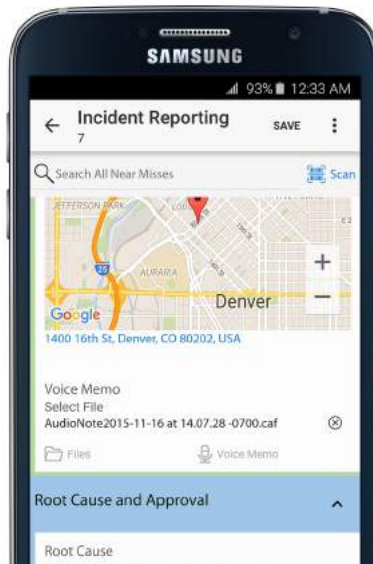 SAMSUNG
93% 12:33 AM
Incident Reporting
7
SAVE
Search All Near Misses
Scan
JEFFERSON PARK
AURARIA
Denver
Google
1400 16th St, Denver, CO 80202, USA
Voice Memo
Select File
AudioNote2015-11-16 at 14.07.28 -0700.caf
Files
Voice Memo
Root Cause and Approval
Root Cause